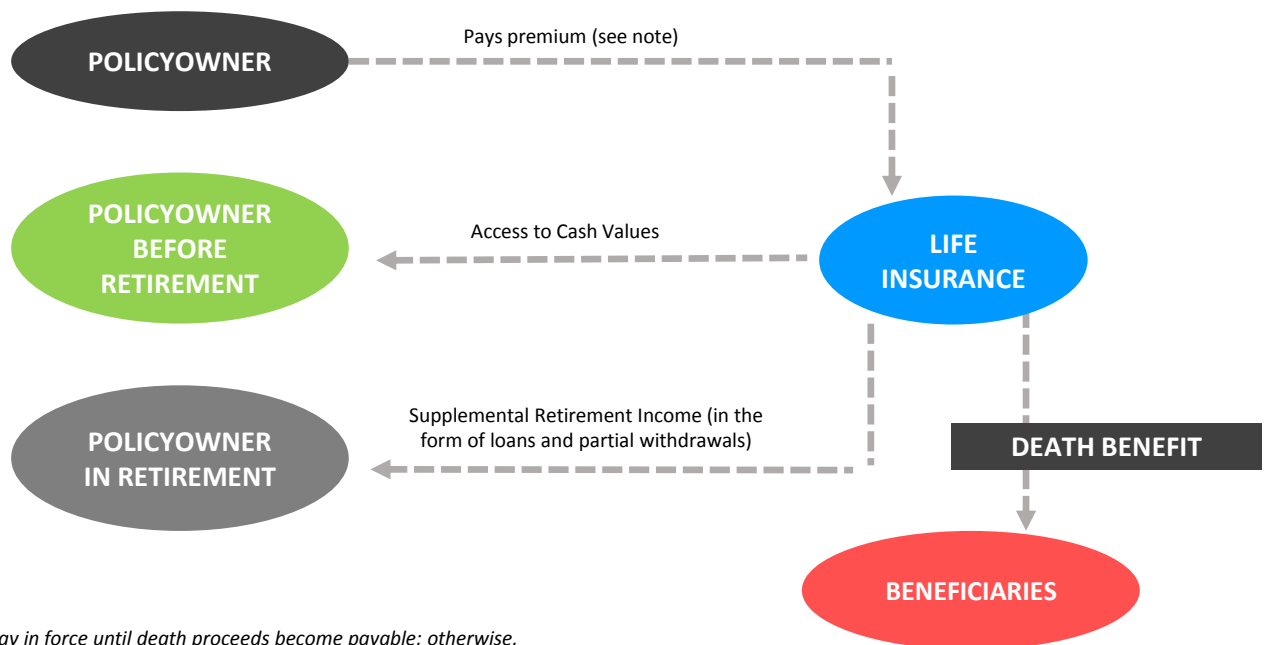 Pays premium (see note)
POLICYOWNER
POLICYOWNER
BEFORE
RETIREMENT
Access to Cash Values
LIFE
INSURANCE
Supplemental Retirement Income (in the
form of loans and partial withdrawals)
POLICYOWNER
IN RETIREMENT
DEATH BENEFIT
BENEFICIARIES
in force until death proceeds become payable; otherwise,